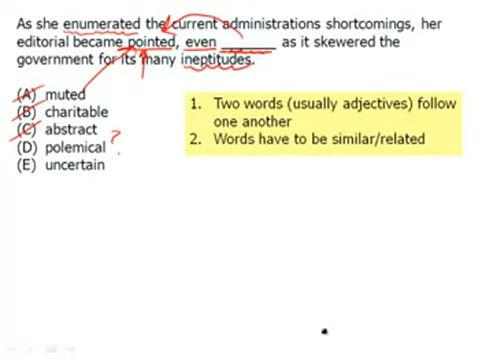 As she enumerated the current administrations shortcomings, her
editorial became pointed, even _______ as it skewered the
government for its many ineptitudes.
(A) muted
(B) charitable
(C) abstract
(D) polemical ?
(E) uncertain
1. Two words (usually adjectives) follow
one another
2. Words have to be similar/related